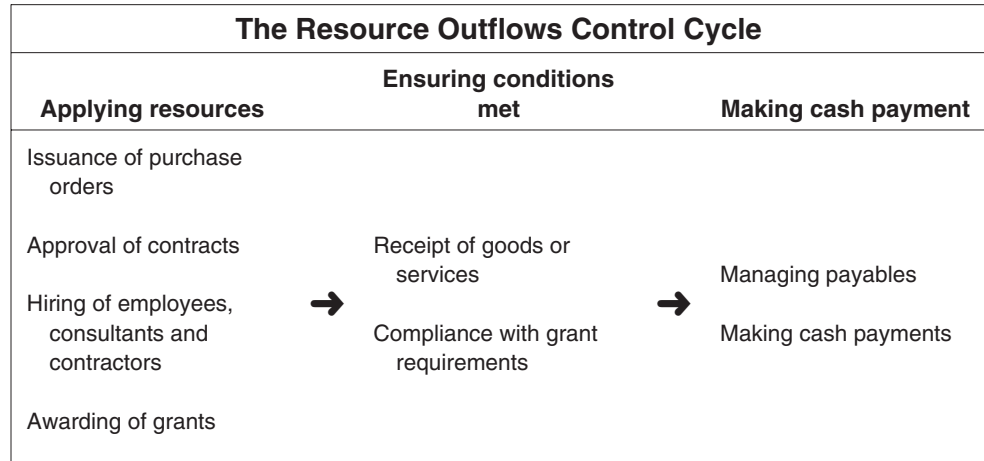 The Resource Outflows Control Cycle
Applying resources
Ensuring conditions
met
Making cash payment
Issuance of purchase
orders
Approval of contracts
Hiring of employees,
consultants and
contractors
Awarding of grants
Receipt of goods or
services
Compliance with grant
requirements
Managing payables
Making cash payments